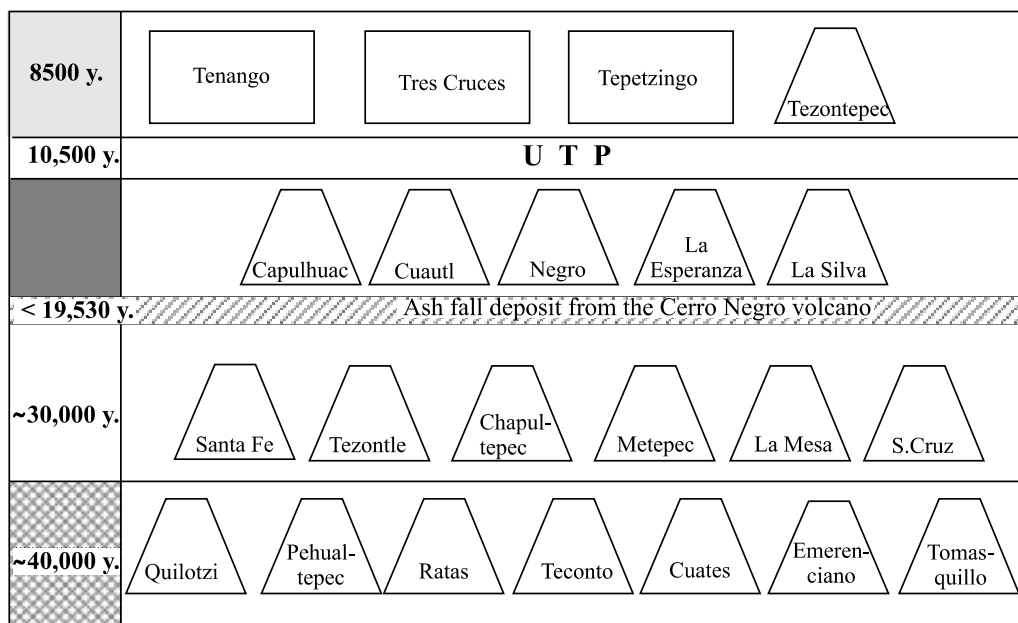 8500 y.
Tenango
Tres Cruces
Tepetzingo
Tezontepec
10,500 y.
U T P
Capulhuac
Cuautl
Negro
La
Esperanza
La Silva
< 19,530 y.
Ash fall deposit from the Cerro Negro volcano
~30,000 y.
Santa Fe
Tezontle
Chapul-
tepec
Metepec
La Mesa
S.Cruz
~40,000 y.
Quilotzi
Pehual-
tepec
Ratas
Teconto
Cuates
Emeren-
ciano
Tomas-
quillo